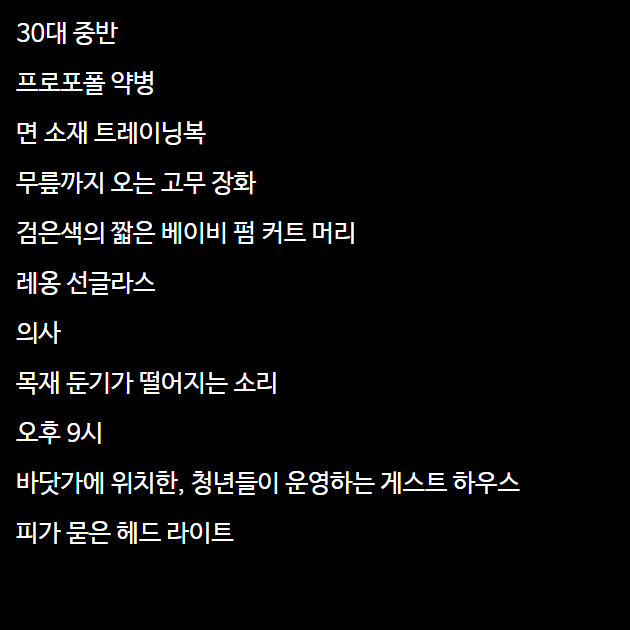 30대 중반
프로포폴 약병
면 소재 트레이닝복
무릎까지 오는 고무 장화
검은색의 짧은 베이비 펌 커트 머리
레옹 선글라스
의사
목재 둔기가 떨어지는 소리
오후 9시
바닷가에 위치한, 청년들이 운영하는 게스트 하우스
피가 묻은 헤드 라이트